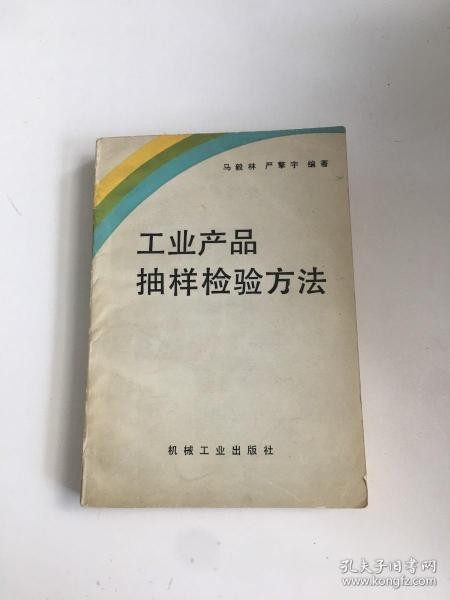 马毅林 严擎宇 编著
工业产品
抽样检验方法
机械工业出版社
孔夫子旧书网
www.kongfz.com